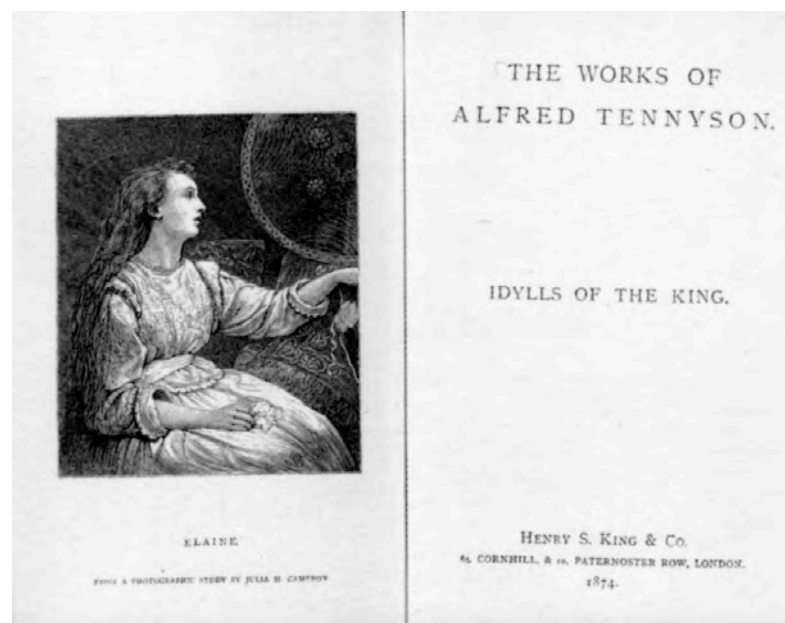 ELAINE
FROM A PHOTOGRAPHIC STUDY BY JULIA M. CAMERON
THE WORKS OF
ALFRED TENNYSON.
IDYLLS OF THE KING.
HENRY S. KING & Co.
65, CORNHILL, & 12, PATERNOSTER ROW, LONDON.
1874.